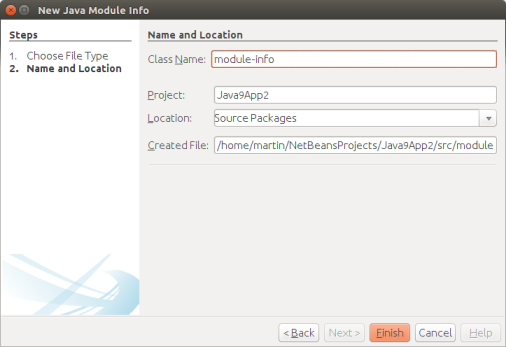 New Java Module Info
Steps
1. Choose File Type
2. Name and Location
Name and Location
Class Name: module-info
Project: Java9App2
Location: Source Packages
Created File: /home/martin/NetBeansProjects/Java9App2/src/module
< Back Next > Finish Cancel Help